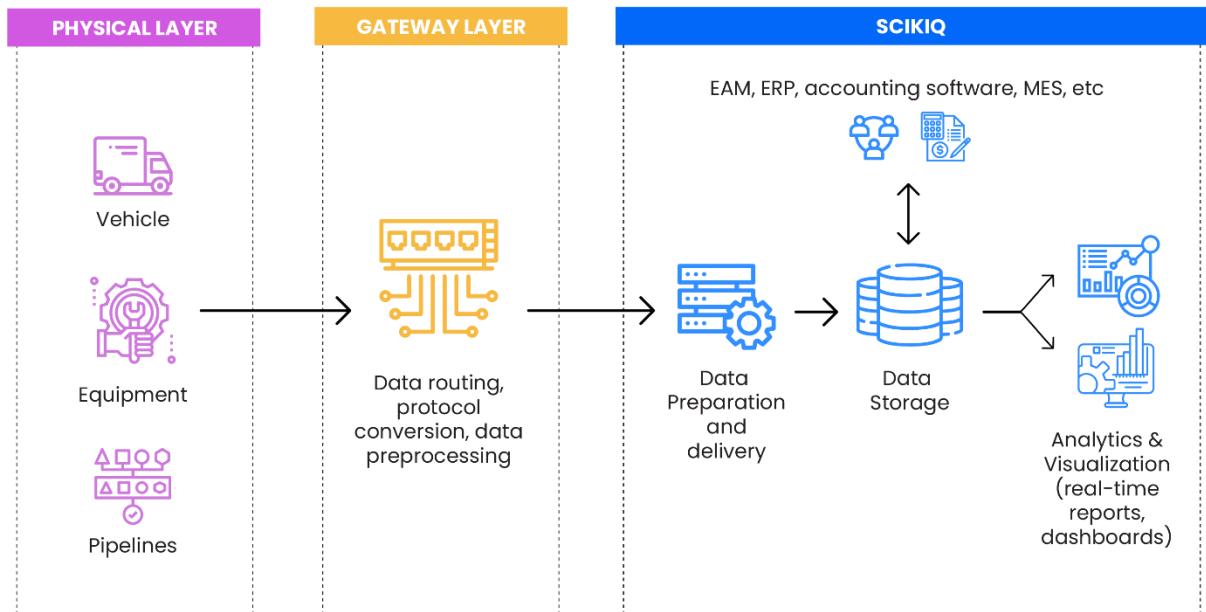 PHYSICAL LAYER
GATEWAY LAYER
SCIKIQ
EAM, ERP, accounting software, MES, etc
Vehicle
Equipment
Pipelines
Data routing,
protocol
conversion, data
preprocessing
Data
Preparation
and
delivery
Data
Storage
Analytics &
Visualization
(real-time
reports,
dashboards)